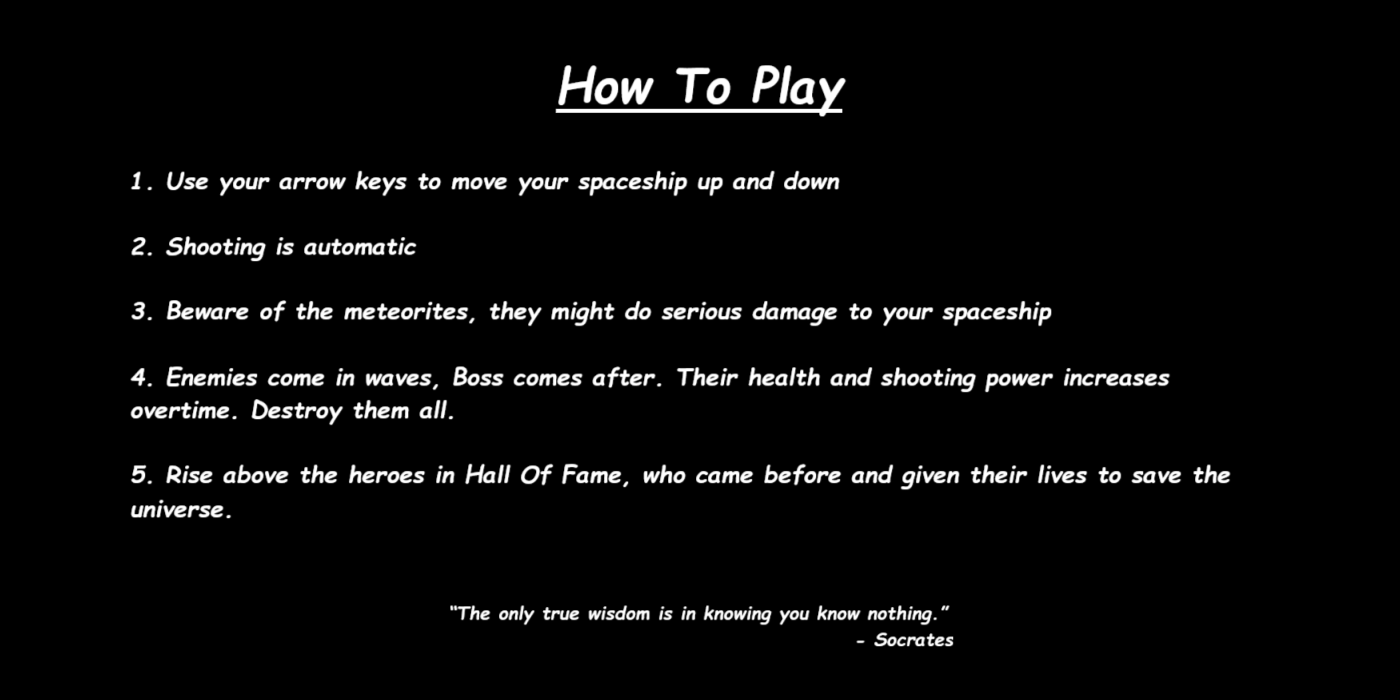 How To Play
1. Use your arrow keys to move your spaceship up and down
2. Shooting is automatic
3. Beware of the meteorites, they might do serious damage to your spaceship
4. Enemies come in waves, Boss comes after. Their health and shooting power increases
overtime. Destroy them all.
5. Rise above the heroes in Hall Of Fame, who came before and given their lives to save the
universe.
“The only true wisdom is in knowing you know nothing.”
- Socrates